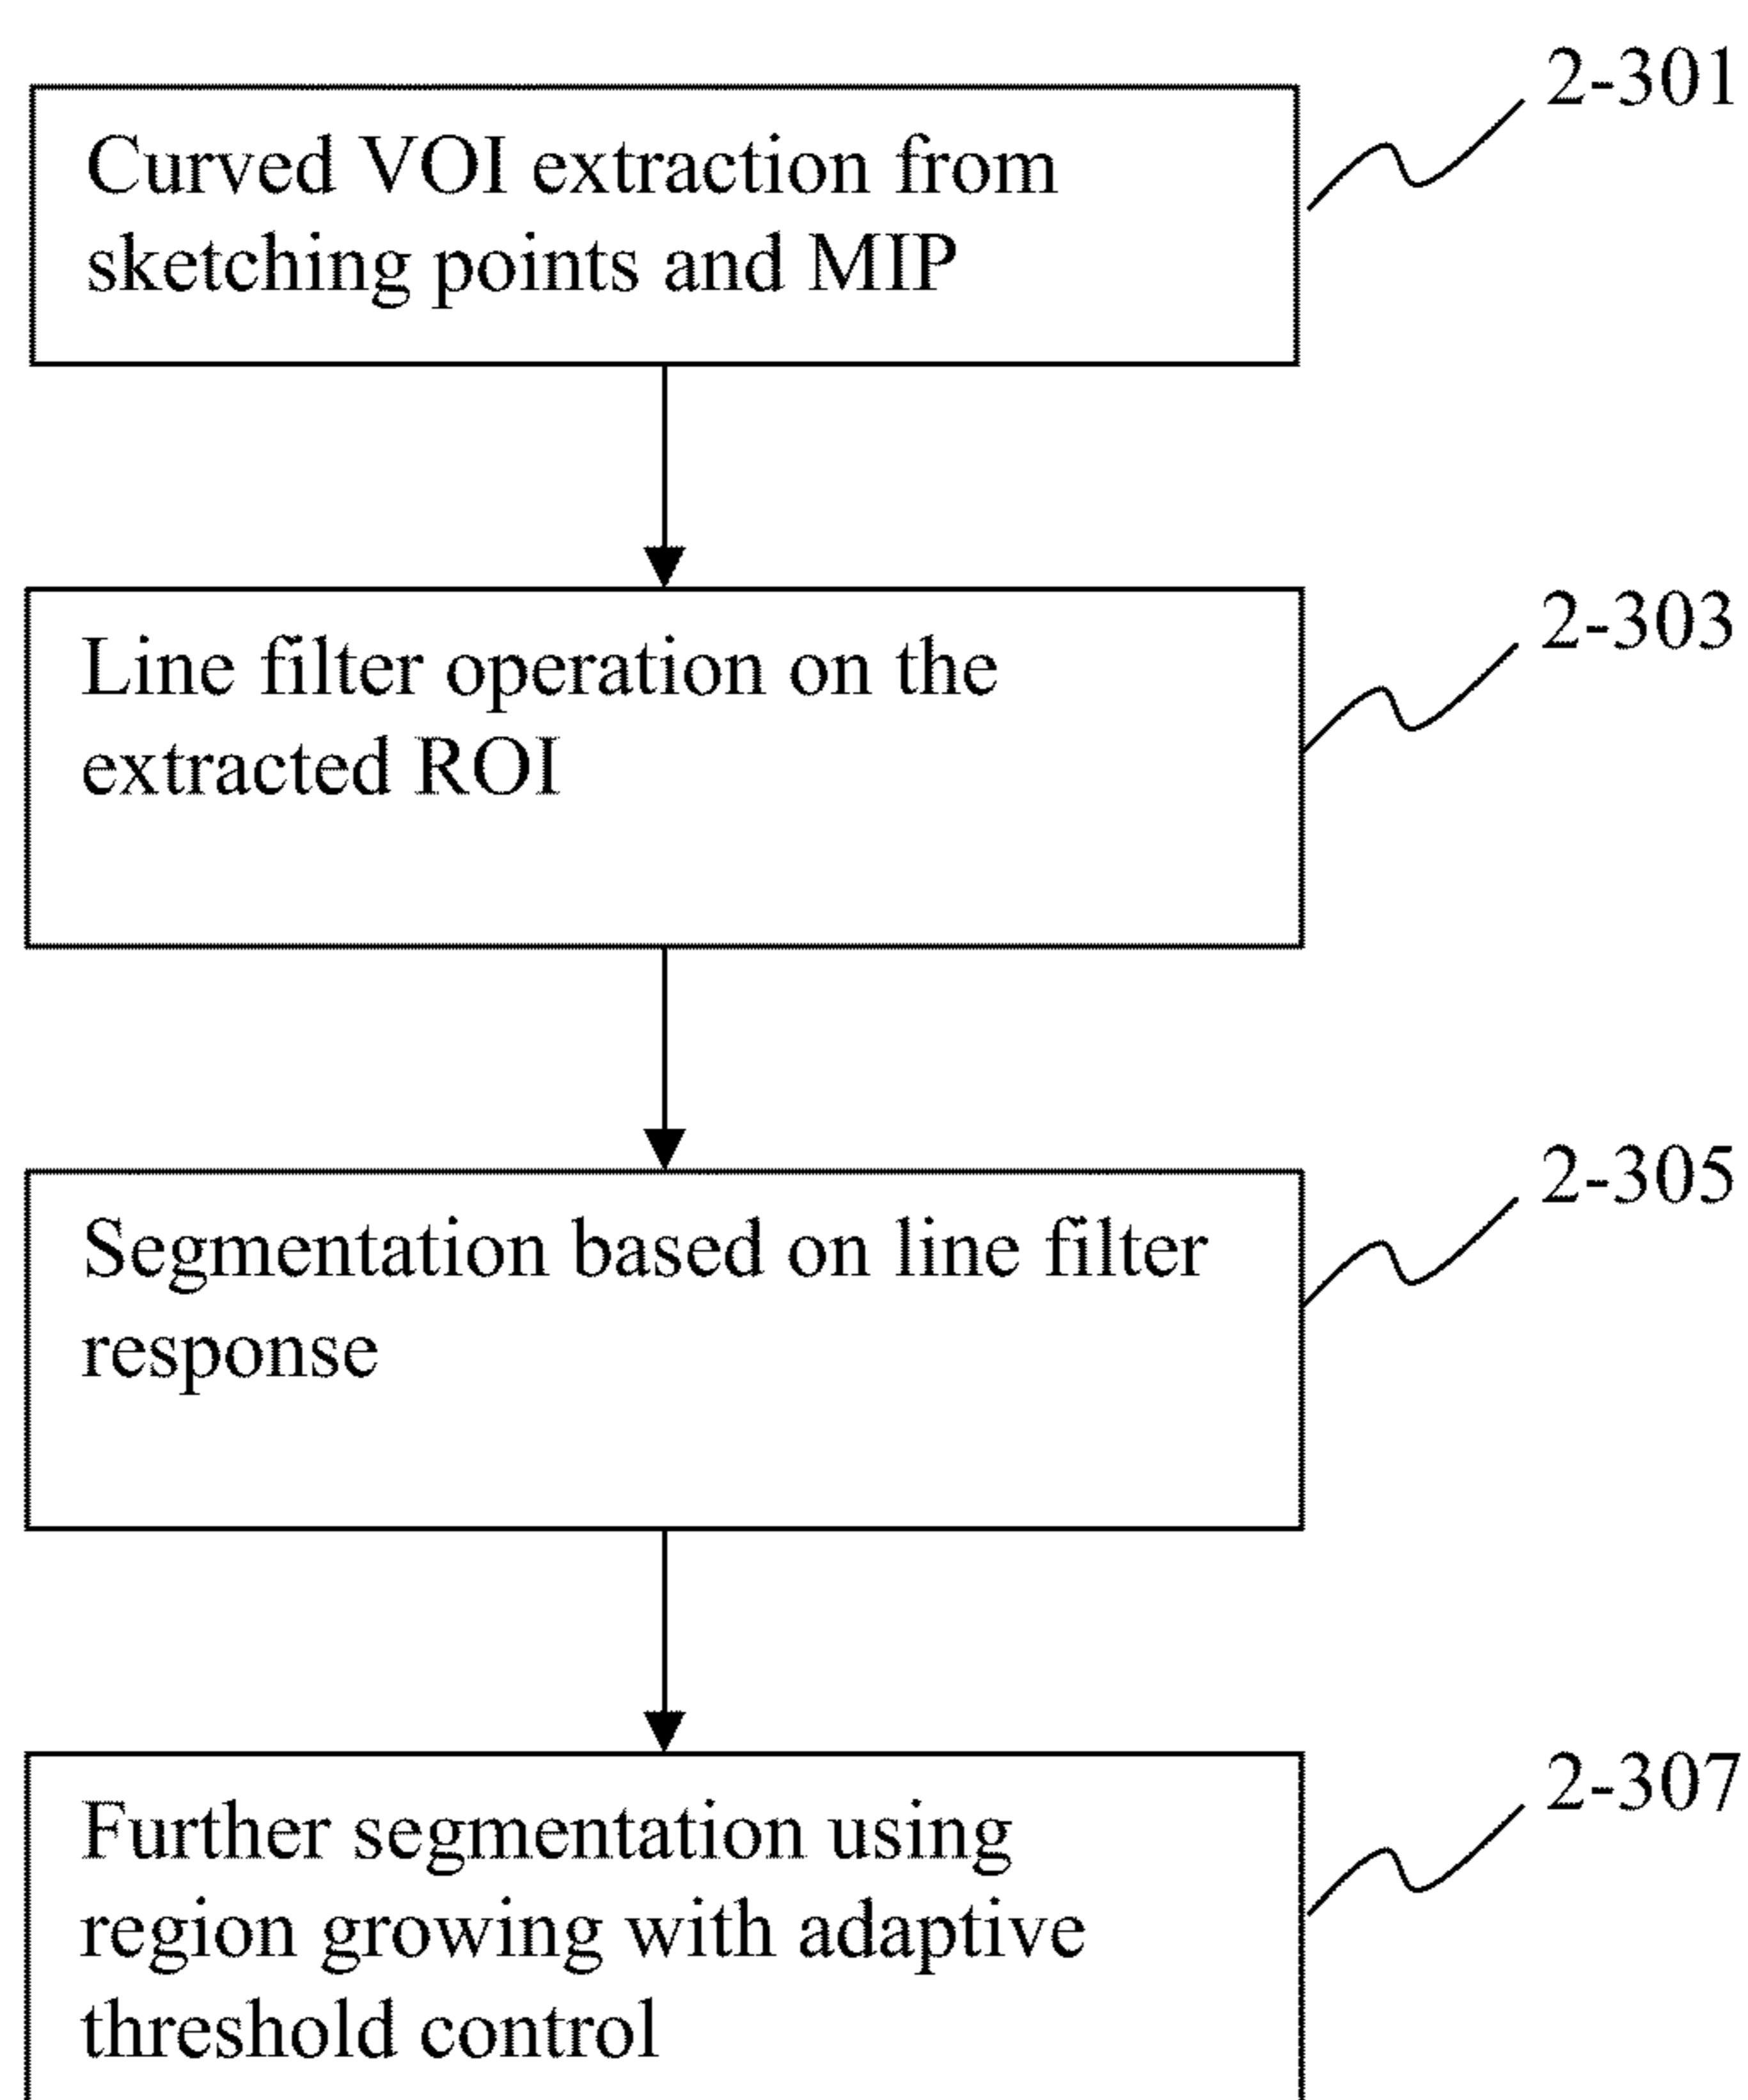 2-301
Curved VOI extraction from
sketching points and MIP
2-303
Line filter operation on the
extracted ROI
2-305
Segmentation based on line filter
response
2-307
Further segmentation using
region growing with adaptive
threshold control